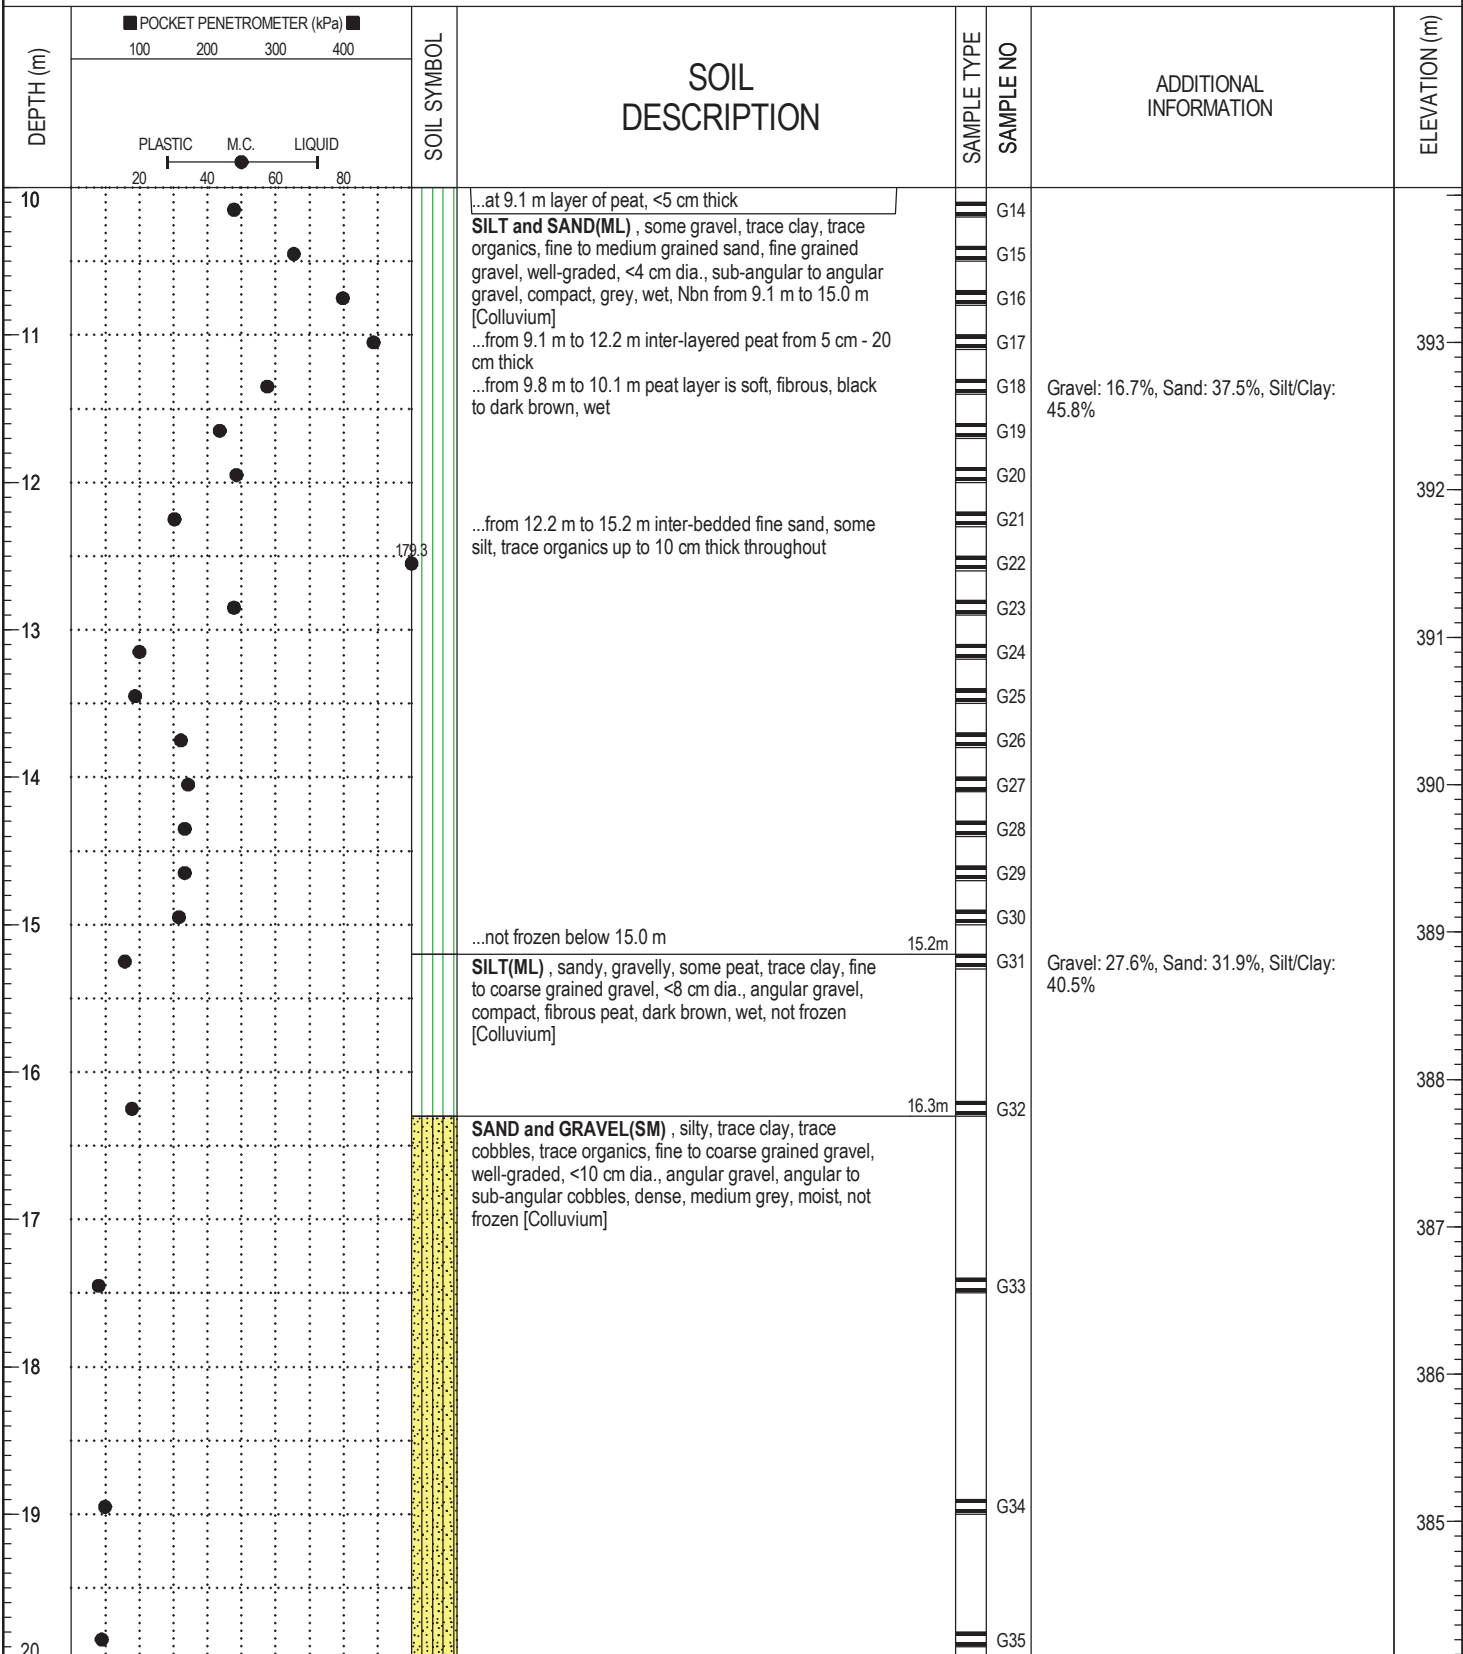 ■ POCKET PENETROMETER (kPa) ■
100 200 300 400
DEPTH (m)
PLASTIC M.C. LIQUID
20 40 60 80
SOIL SYMBOL
SOIL
DESCRIPTION
SAMPLE TYPE
SAMPLE NO
ADDITIONAL
INFORMATION
ELEVATION (m)
10
...at 9.1 m layer of peat, <5 cm thick
G14
SILT and SAND(ML) , some gravel, trace clay, trace
organics, fine to medium grained sand, fine grained
G15
gravel, well-graded, <4 cm dia., sub-angular to angular
gravel, compact, grey, wet, Nbn from 9.1 m to 15.0 m
G16
[Colluvium]
11
...from 9.1 m to 12.2 m inter-layered peat from 5 cm - 20
G17
393
cm thick
...from 9.8 m to 10.1 m peat layer is soft, fibrous, black
G18
Gravel: 16.7%, Sand: 37.5%, Silt/Clay:
to dark brown, wet
45.8%
G19
G20
12
392
...from 12.2 m to 15.2 m inter-bedded fine sand, some
G21
silt, trace organics up to 10 cm thick throughout
179.3
G22
G23
13
391
G24
G25
G26
14
390
G27
G28
G29
G30
15
...not frozen below 15.0 m
15.2m
389
SILT(ML) , sandy, gravelly, some peat, trace clay, fine
G31
Gravel: 27.6%, Sand: 31.9%, Silt/Clay:
to coarse grained gravel, <8 cm dia., angular gravel,
40.5%
compact, fibrous peat, dark brown, wet, not frozen
[Colluvium]
16
388
16.3m
G32
SAND and GRAVEL(SM) , silty, trace clay, trace
cobbles, trace organics, fine to coarse grained gravel,
well-graded, <10 cm dia., angular gravel, angular to
sub-angular cobbles, dense, medium grey, moist, not
17
frozen [Colluvium]
387
G33
18
386
G34
19
385
G35
20